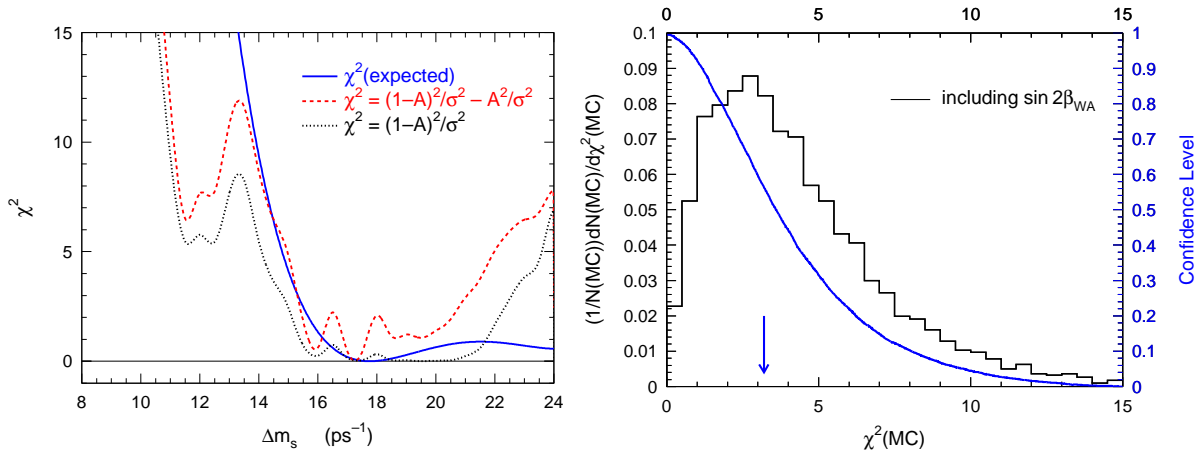 15
10
5
0
χ²
8 10 12 14 16 18 20 22 24
Δmₛ (ps⁻¹)
χ²(expected)
χ² = (1–A)²/σ² – A²/σ²
χ² = (1–A)²/σ²
0 5 10 15
0.1
0.09
0.08
0.07
0.06
0.05
0.04
0.03
0.02
0.01
0
(1/N(MC))dN(MC)/dχ²(MC)
including sin 2β_WA
1
0.9
0.8
0.7
0.6
0.5
0.4
0.3
0.2
0.1
0
Confidence Level
0 5 10 15
χ²(MC)